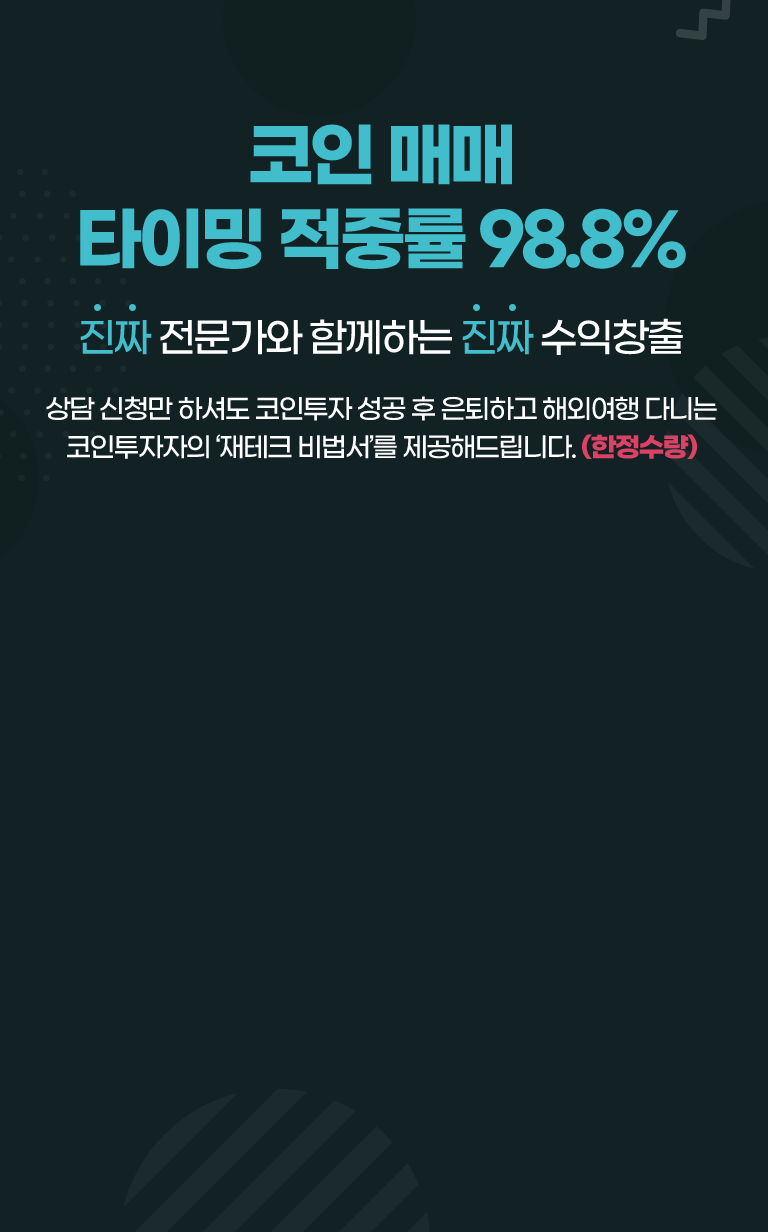 코인 매매
타이밍 적중률 98.8%
진짜 전문가와 함께하는 진짜 수익창출
상담 신청만 하셔도 코인투자 성공 후 은퇴하고 해외여행 다니는
코인투자자의 ‘재테크 비법서’를 제공해드립니다. (한정수량)